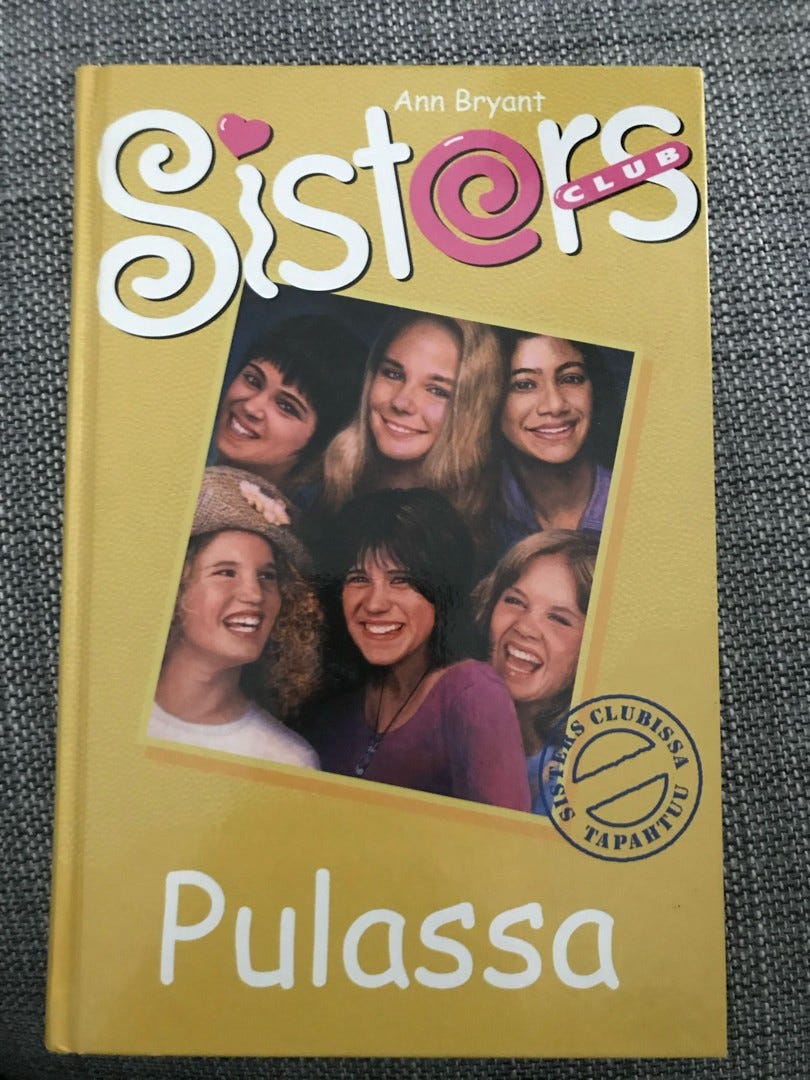 Ann Bryant
Sisters
CLUB
SISTERS CLUBISSA
TAPAHTUU
Pulassa